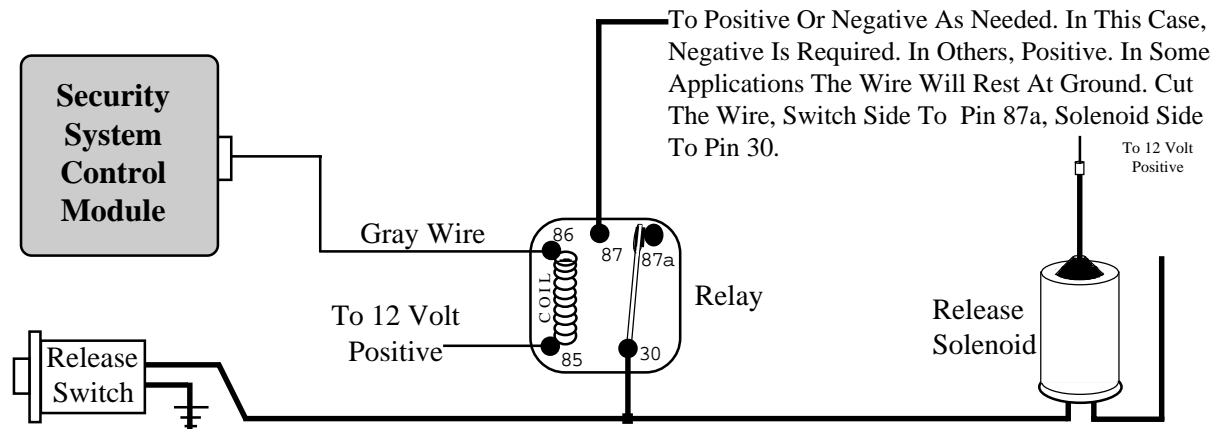 To Positive Or Negative As Needed. In This Case,
Negative Is Required. In Others, Positive. In Some
Applications The Wire Will Rest At Ground. Cut
The Wire, Switch Side To Pin 87a, Solenoid Side
To Pin 30.
To 12 Volt
Positive
Security
System
Control
Module
Gray Wire
86
87
87a
COIL
Relay
To 12 Volt
Positive
85
30
Release
Solenoid
Release
Switch